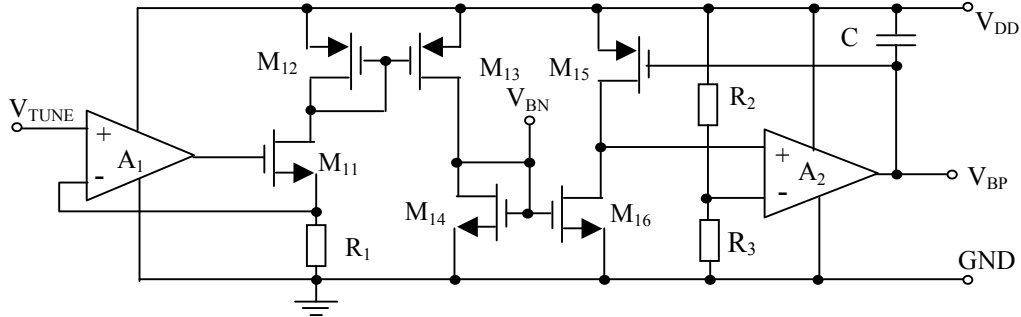 V_DD
C
M_12
M_13
M_15
V_BN
R_2
V_TUNE
+
A_1
-
M_11
+
A_2
-
V_BP
M_14
M_16
R_1
R_3
GND